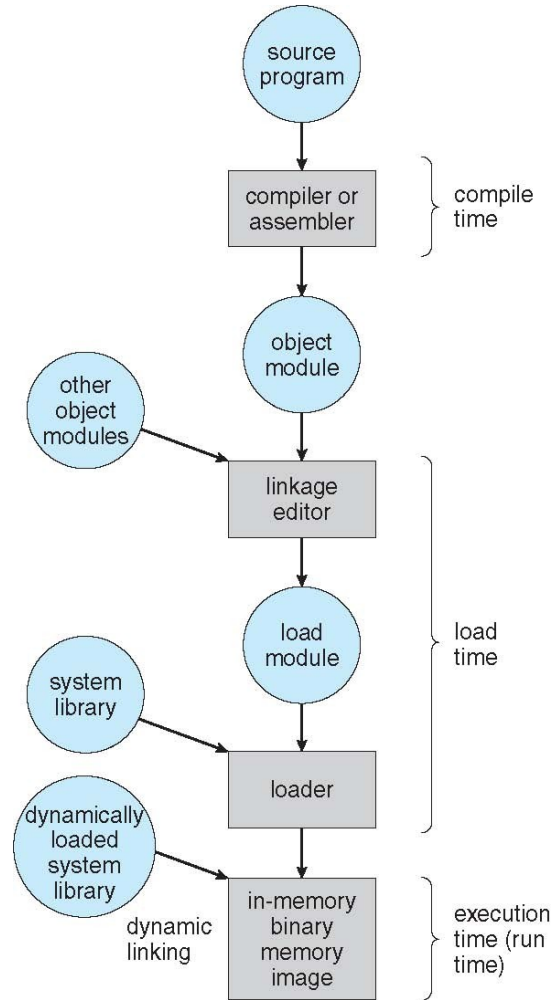 source
program
compiler or
assembler
compile
time
object
module
other
object
modules
linkage
editor
load
module
load
time
system
library
loader
dynamically
loaded
system
library
dynamic
linking
in-memory
binary
memory
image
execution
time (run
time)